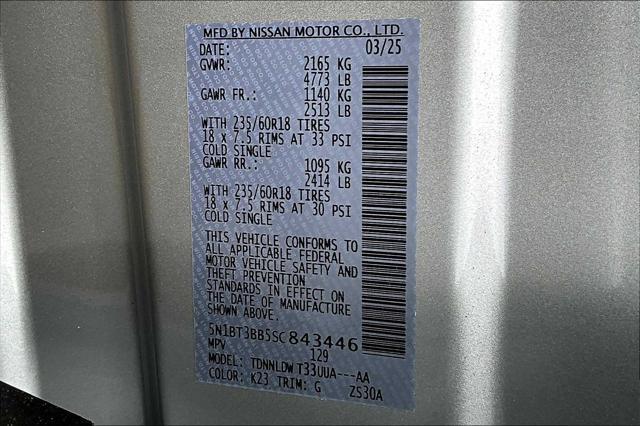 MFD BY NISSAN MOTOR CO., LTD.
DATE: 03/25
GVWR: 2165 KG
4773 LB
GAWR FR.: 1140 KG
2513 LB
WITH 235/60R18 TIRES
18 x 7.5 RIMS AT 33 PSI
COLD SINGLE
GAWR RR.: 1095 KG
2414 LB
WITH 235/60R18 TIRES
18 x 7.5 RIMS AT 30 PSI
COLD SINGLE
THIS VEHICLE CONFORMS TO
ALL APPLICABLE FEDERAL
MOTOR VEHICLE SAFETY AND
THEFT PREVENTION
STANDARDS IN EFFECT ON
THE DATE OF MANUFACTURE
SHOWN ABOVE.
5N1BT3BB5SC843446
MPV 129
MODEL: TDNNLDWT33UUA---AA
COLOR: K23 TRIM: G ZS30A